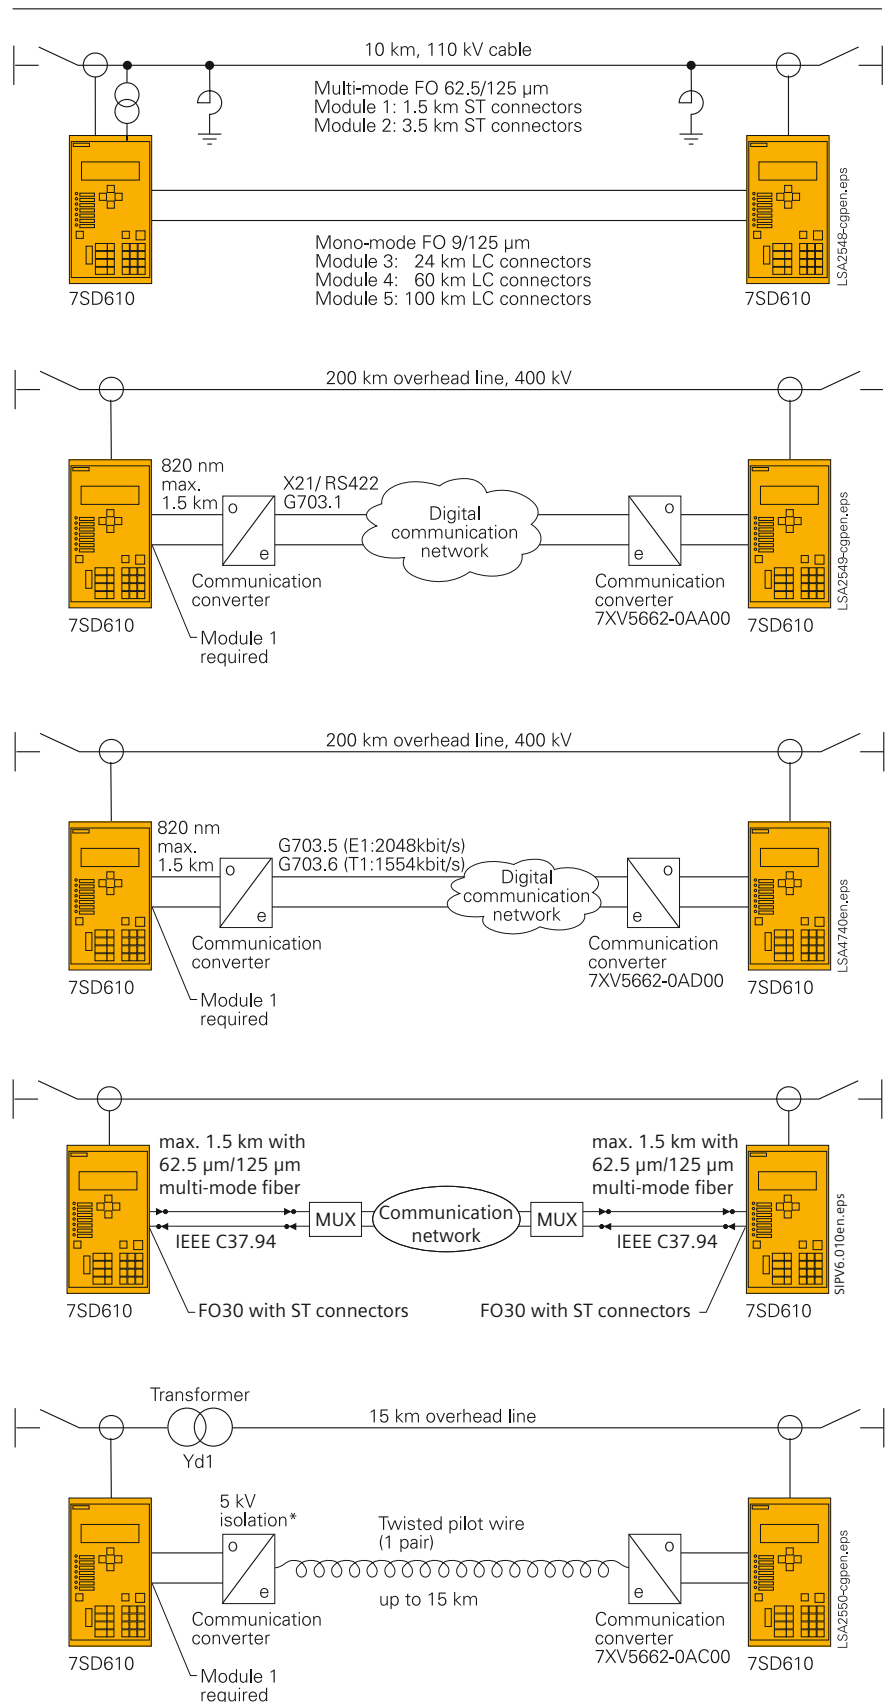 10 km, 110 kV cable
Multi-mode FO 62.5/125 µm
Module 1: 1.5 km ST connectors
Module 2: 3.5 km ST connectors
Mono-mode FO 9/125 µm
Module 3: 24 km LC connectors
Module 4: 60 km LC connectors
Module 5: 100 km LC connectors
7SD610
7SD610
LSA2548-cgpen.eps
200 km overhead line, 400 kV
820 nm
max.
1.5 km
X21/ RS422
G703.1
o
e
Digital
communication
network
o
e
Communication
converter
Communication
converter
7XV5662-0AA00
7SD610
7SD610
Module 1
required
LSA2549-cgpen.eps
200 km overhead line, 400 kV
820 nm
max.
1.5 km
G703.5 (E1:2048kbit/s)
G703.6 (T1:1554kbit/s)
o
e
Digital
communication
network
o
e
Communication
converter
Communication
converter
7XV5662-0AD00
7SD610
7SD610
Module 1
required
LSA4740en.eps
max. 1.5 km with
62.5 µm/125 µm
multi-mode fiber
max. 1.5 km with
62.5 µm/125 µm
multi-mode fiber
MUX
Communication
network
MUX
IEEE C37.94
IEEE C37.94
7SD610
FO30 with ST connectors
FO30 with ST connectors
7SD610
SIPV6.010en.eps
Transformer
15 km overhead line
Yd1
5 kV
isolation*
o
e
Twisted pilot wire
(1 pair)
up to 15 km
o
e
Communication
converter
Communication
converter
7XV5662-0AC00
7SD610
7SD610
Module 1
required
LSA2550-cgpen.eps